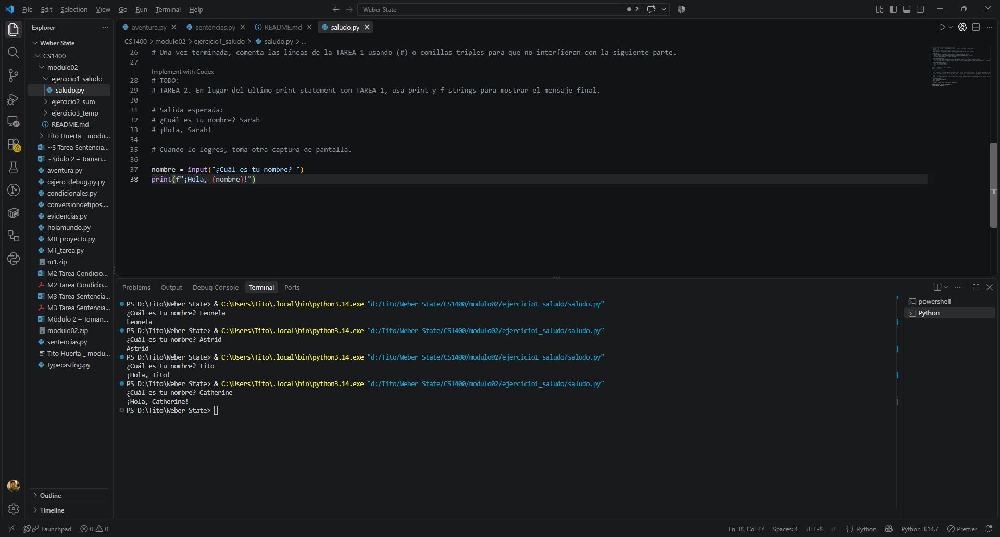 File Edit Selection View Go Run Terminal Help
Weber State
2
Explorer
Weber State
CS1400
modulo02
ejercicio1_saludo
saludo.py
ejercicio2_sum
ejercicio3_temp
README.md
Tito Huerta _ modu...
~$ Tarea Sentencia...
~$dulo 2 – Toman...
aventura.py
cajero_debug.py.py
condicionales.py
conversiondetipos....
evidencias.py
holamundo.py
M0_proyecto.py
M1_tarea.py
m1.zip
M2 Tarea Condicio...
M2 Tarea Condicio...
M3 Tarea Sentencia...
M3 Tarea Sentencia...
Módulo 2 – Toman...
modulo02.zip
sentencias.py
Tito Huerta _ modu...
typecasting.py
Outline
Timeline
aventura.py sentencias.py README.md saludo.py
CS1400 > modulo02 > ejercicio1_saludo > saludo.py > ...
26 # Una vez terminada, comenta las líneas de la TAREA 1 usando (#) o comillas triples para que no interfieran con la siguiente parte.
27
Implement with Codex
28 # TODO:
29 # TAREA 2. En lugar del ultimo print statement con TAREA 1, usa print y f-strings para mostrar el mensaje final.
30
31 # Salida esperada:
32 # ¿Cuál es tu nombre? Sarah
33 # ¡Hola, Sarah!
34
35 # Cuando lo logres, toma otra captura de pantalla.
36
37 nombre = input("¿Cuál es tu nombre? ")
38 print(f"¡Hola, {nombre}!")
Problems Output Debug Console Terminal Ports
PS D:\Tito\Weber State> & C:\Users\Tito\.local\bin\python3.14.exe "d:/Tito/Weber State/CS1400/modulo02/ejercicio1_saludo/saludo.py"
¿Cuál es tu nombre? Leonela
Leonela
PS D:\Tito\Weber State> & C:\Users\Tito\.local\bin\python3.14.exe "d:/Tito/Weber State/CS1400/modulo02/ejercicio1_saludo/saludo.py"
¿Cuál es tu nombre? Astrid
Astrid
PS D:\Tito\Weber State> & C:\Users\Tito\.local\bin\python3.14.exe "d:/Tito/Weber State/CS1400/modulo02/ejercicio1_saludo/saludo.py"
¿Cuál es tu nombre? Tito
¡Hola, Tito!
PS D:\Tito\Weber State> & C:\Users\Tito\.local\bin\python3.14.exe "d:/Tito/Weber State/CS1400/modulo02/ejercicio1_saludo/saludo.py"
¿Cuál es tu nombre? Catherine
¡Hola, Catherine!
PS D:\Tito\Weber State>
powershell
Python
Launchpad 0 0
Ln 38, Col 27 Spaces: 4 UTF-8 LF { } Python Python 3.14.7 Prettier